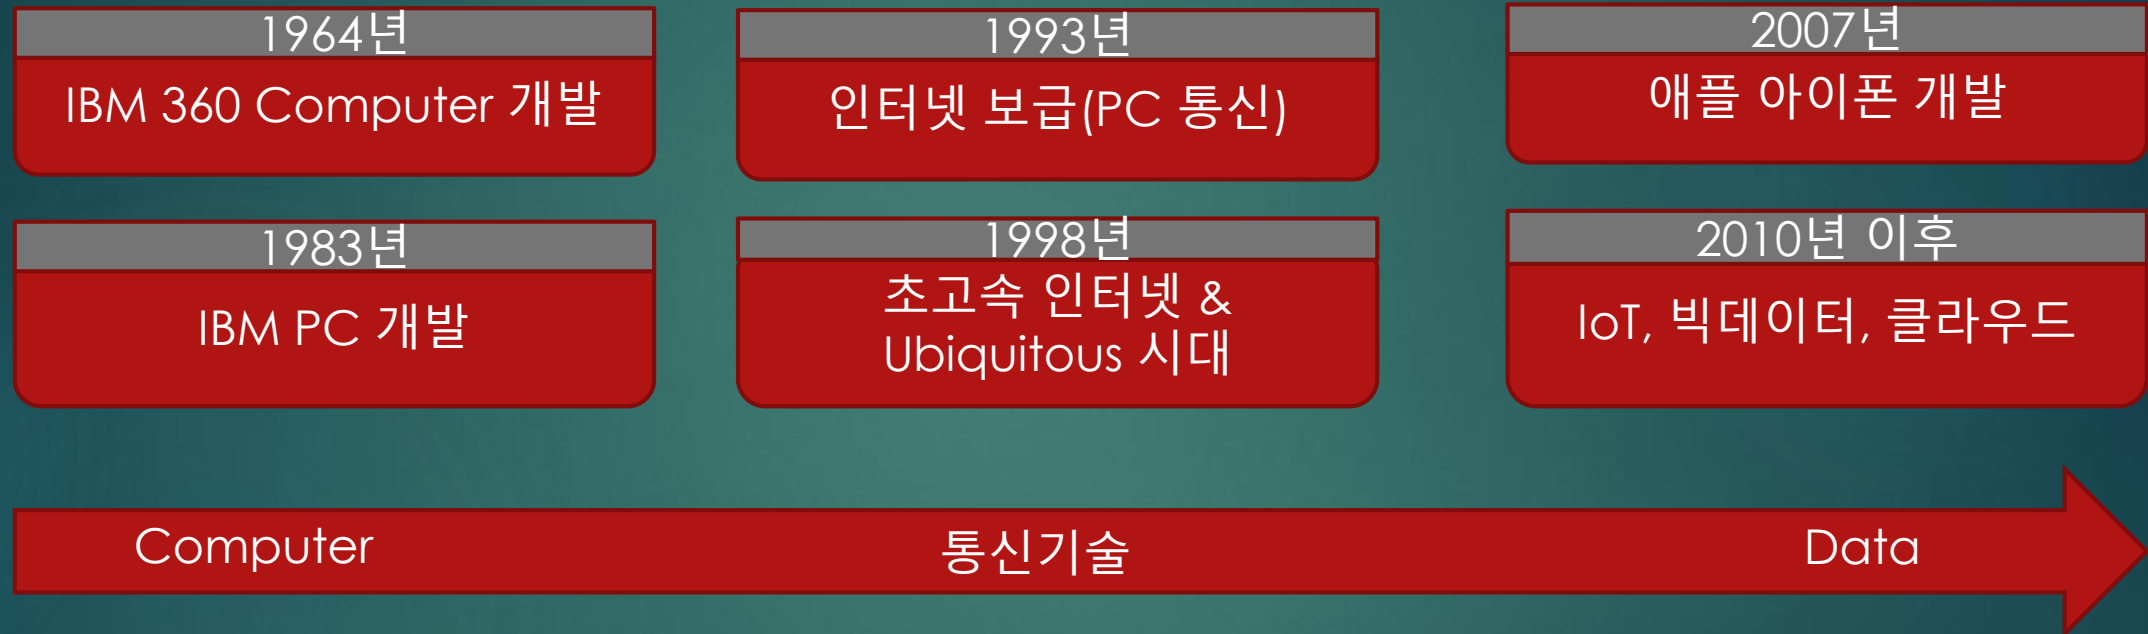 1964년
IBM 360 Computer 개발
1983년
IBM PC 개발
1993년
인터넷 보급(PC 통신)
1998년
초고속 인터넷 &
Ubiquitous 시대
2007년
애플 아이폰 개발
2010년 이후
IoT, 빅데이터, 클라우드
Computer
통신기술
Data